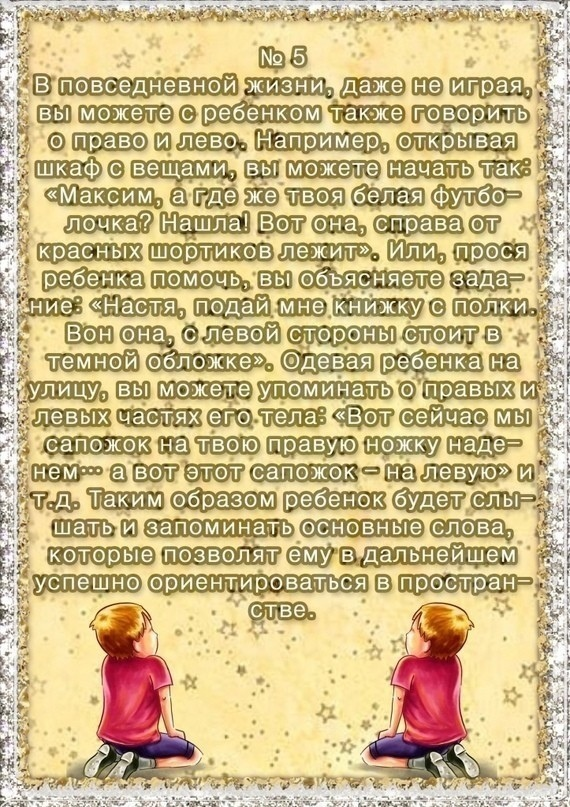 № 5
В повседневной жизни, даже не играя,
вы можете с ребенком также говорить
о право и лево. Например, открывая
шкаф с вещами, вы можете начать так:
«Максим, а где же твоя белая футбо-
лочка? Нашла! Вот она, справа от
красных шортиков лежит». Или, прося
ребенка помочь, вы объясняете зада-
ние: «Настя, подай мне книжку с полки.
Вон она, с левой стороны стоит в
темной обложке». Одевая ребенка на
улицу, вы можете упоминать о правых и
левых частях его тела: «Вот сейчас мы
сапожок на твою правую ножку наде-
нем… а вот этот сапожок – на левую» и
т.д. Таким образом ребенок будет слы-
шать и запоминать основные слова,
которые позволят ему в дальнейшем
успешно ориентироваться в простран-
стве.